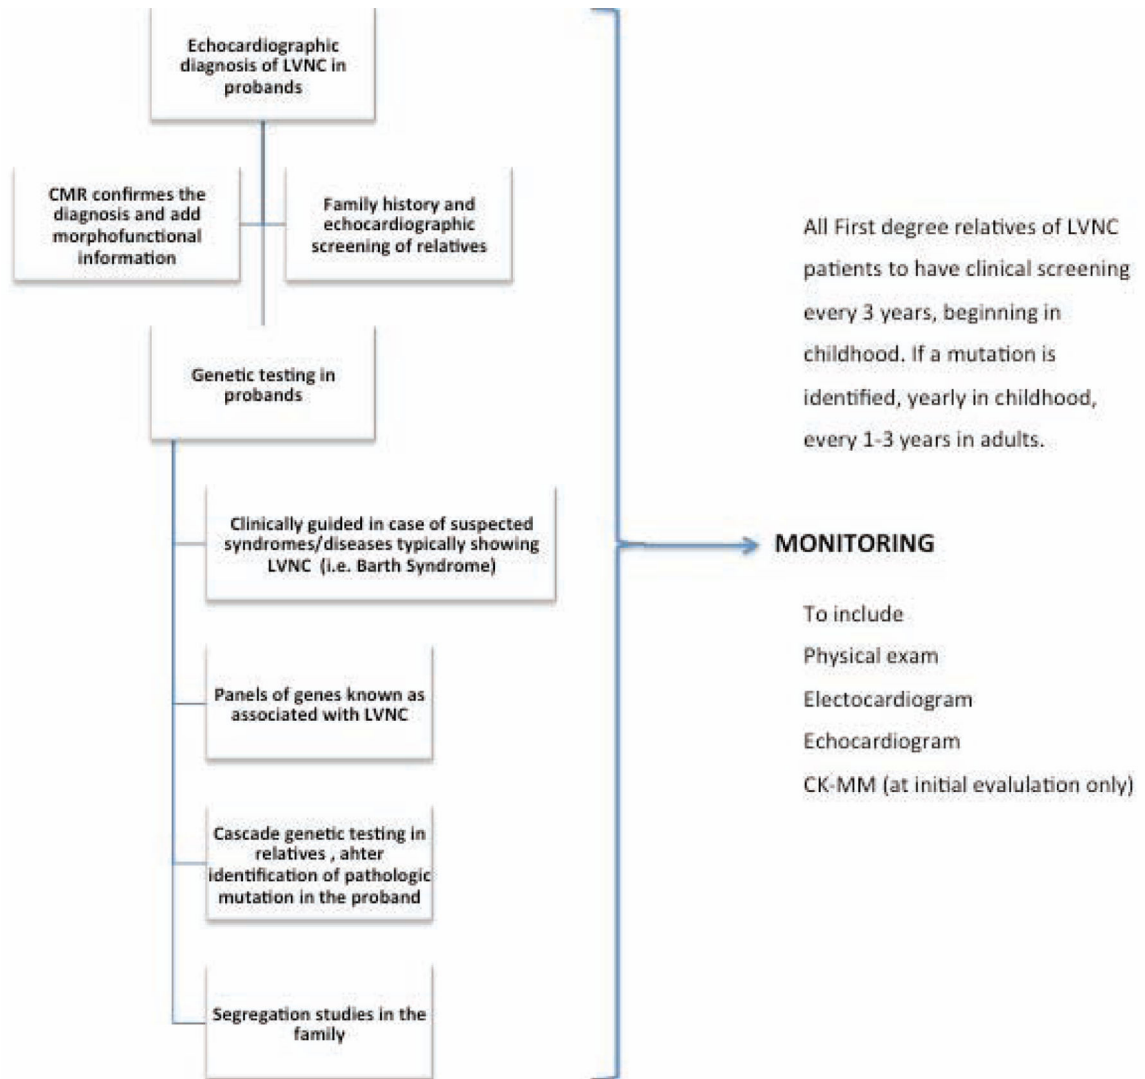 Echocardiographic
diagnosis of LVNC in
probands
CMR confirmes the
diagnosis and add
morphofunctional
information
Family history and
echocardiographic
screening of relatives
Genetic testing in
probands
Clinically guided in case of suspected
syndromes/diseases typically showing
LVNC (i.e. Barth Syndrome)
Panels of genes known as
associated with LVNC
Cascade genetic testing in
relatives , ahter
identification of pathologic
mutation in the proband
Segregation studies in the
family
All First degree relatives of LVNC
patients to have clinical screening
every 3 years, beginning in
childhood. If a mutation is
identified, yearly in childhood,
every 1-3 years in adults.
MONITORING
To include
Physical exam
Electocardiogram
Echocardiogram
CK-MM (at initial evalulation only)